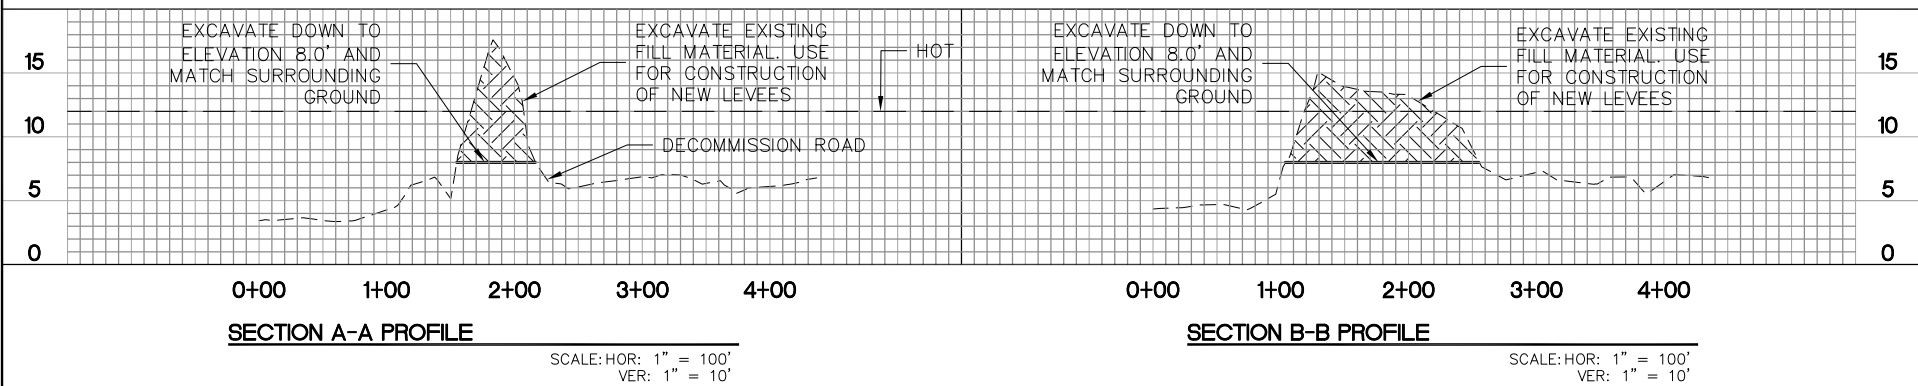 EXCAVATE DOWN TO
ELEVATION 8.0' AND
MATCH SURROUNDING
GROUND
EXCAVATE EXISTING
FILL MATERIAL. USE
FOR CONSTRUCTION
OF NEW LEVEES
HOT
DECOMMISSION ROAD
15
10
5
0
EXCAVATE DOWN TO
ELEVATION 8.0' AND
MATCH SURROUNDING
GROUND
EXCAVATE EXISTING
FILL MATERIAL. USE
FOR CONSTRUCTION
OF NEW LEVEES
15
10
5
0
0+00 1+00 2+00 3+00 4+00
SECTION A-A PROFILE
SCALE: HOR: 1" = 100'
VER: 1" = 10'
0+00 1+00 2+00 3+00 4+00
SECTION B-B PROFILE
SCALE: HOR: 1" = 100'
VER: 1" = 10'